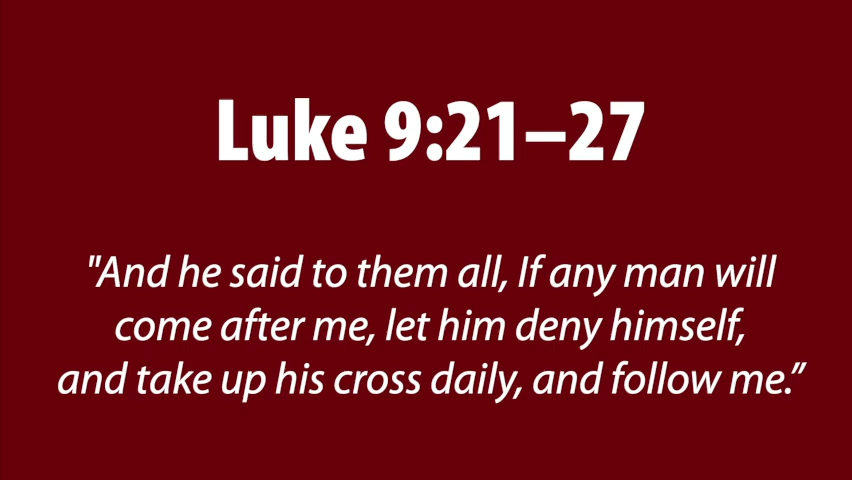 Luke 9:21–27
"And he said to them all, If any man will
come after me, let him deny himself,
and take up his cross daily, and follow me.”